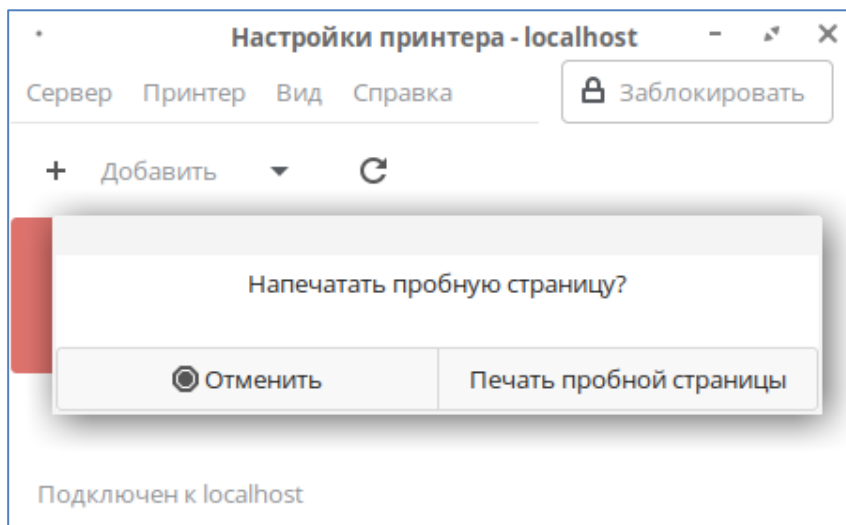 Настройки принтера - localhost
Сервер Принтер Вид Справка Заблокировать
Добавить
Напечатать пробную страницу?
Отменить Печать пробной страницы
Подключен к localhost